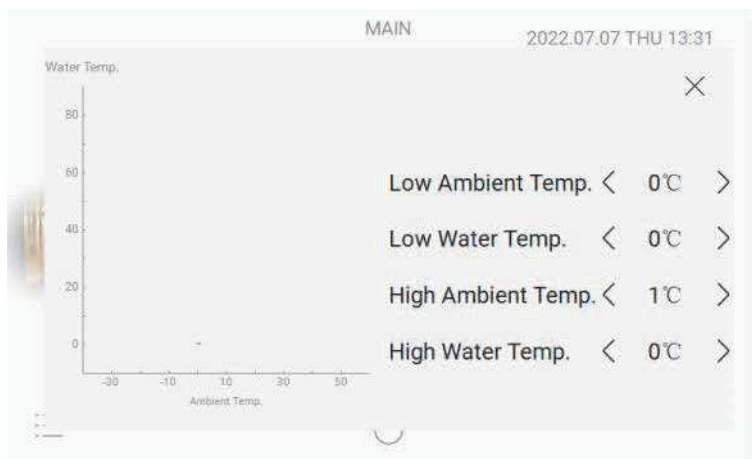 MAIN
2022.07.07 THU 13:31
Water Temp.
80
60
40
20
0
-30 -10 10 30 50
Ambient Temp.
Low Ambient Temp. < 0℃ >
Low Water Temp. < 0℃ >
High Ambient Temp. < 1℃ >
High Water Temp. < 0℃ >